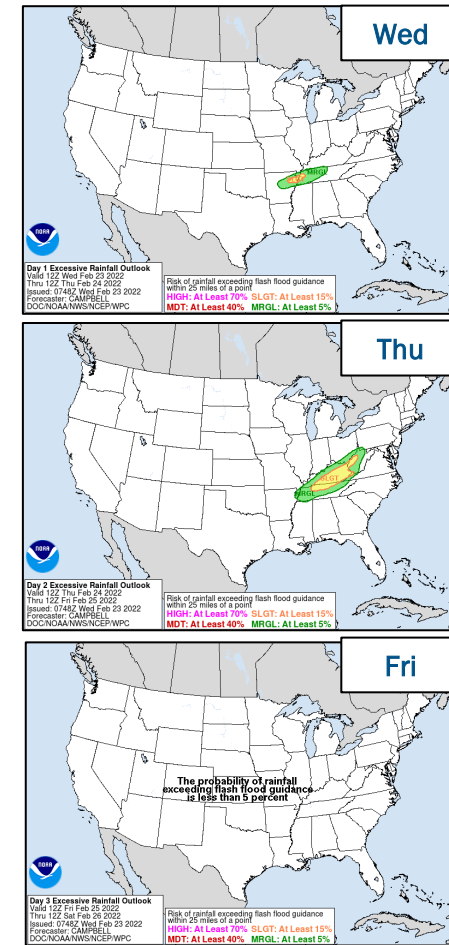 Wed
MRGL
SLGT
NOAA
Day 1 Excessive Rainfall Outlook
Valid 12Z Wed Feb 23 2022
Thru 12Z Thu Feb 24 2022
Issued: 0748Z Wed Feb 23 2022
Forecaster: CAMPBELL
DOC/NOAA/NWS/NCEP/WPC
Risk of rainfall exceeding flash flood guidance
within 25 miles of a point
HIGH: At Least 70% SLGT: At Least 15%
MDT: At Least 40% MRGL: At Least 5%
Thu
SLGT
MRGL
NOAA
Day 2 Excessive Rainfall Outlook
Valid 12Z Thu Feb 24 2022
Thru 12Z Fri Feb 25 2022
Issued: 0748Z Wed Feb 23 2022
Forecaster: CAMPBELL
DOC/NOAA/NWS/NCEP/WPC
Risk of rainfall exceeding flash flood guidance
within 25 miles of a point
HIGH: At Least 70% SLGT: At Least 15%
MDT: At Least 40% MRGL: At Least 5%
Fri
The probability of rainfall
exceeding flash flood guidance
is less than 5 percent
NOAA
Day 3 Excessive Rainfall Outlook
Valid 12Z Fri Feb 25 2022
Thru 12Z Sat Feb 26 2022
Issued: 0748Z Wed Feb 23 2022
Forecaster: CAMPBELL
DOC/NOAA/NWS/NCEP/WPC
Risk of rainfall exceeding flash flood guidance
within 25 miles of a point
HIGH: At Least 70% SLGT: At Least 15%
MDT: At Least 40% MRGL: At Least 5%